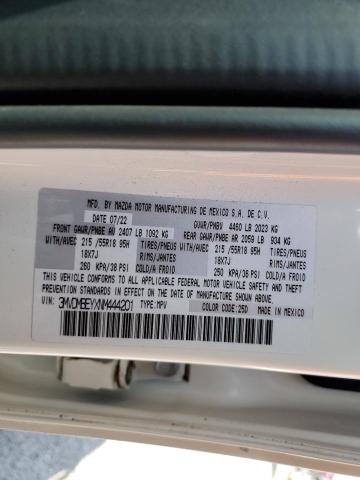 MFD. BY MAZDA MOTOR MANUFACTURING DE MEXICO S.A. DE C.V.
DATE 07/22 GVWR/PNBV 4460 LB 2023 KG
FRONT GAWR/PNBE AV 2407 LB 1092 KG REAR GAWR/PNBE AR 2059 LB 934 KG
WITH/AVEC 215 /55R18 95H TIRES/PNEUS WITH/AVEC 215 /55R18 95H TIRES/PNEUS
18X7J RIMS/JANTES 18X7J RIMS/JANTES
260 KPA/38 PSI COLD/A FROID 250 KPA/36 PSI COLD/A FROID
THIS VEHICLE CONFORMS TO ALL APPLICABLE FEDERAL MOTOR VEHICLE SAFETY AND THEFT
PREVENTION STANDARDS IN EFFECT ON THE DATE OF MANUFACTURE SHOWN ABOVE.
VIN: 3MVDMBEYXNM444201 TYPE:MPV COLOR CODE:25D MADE IN MEXICO